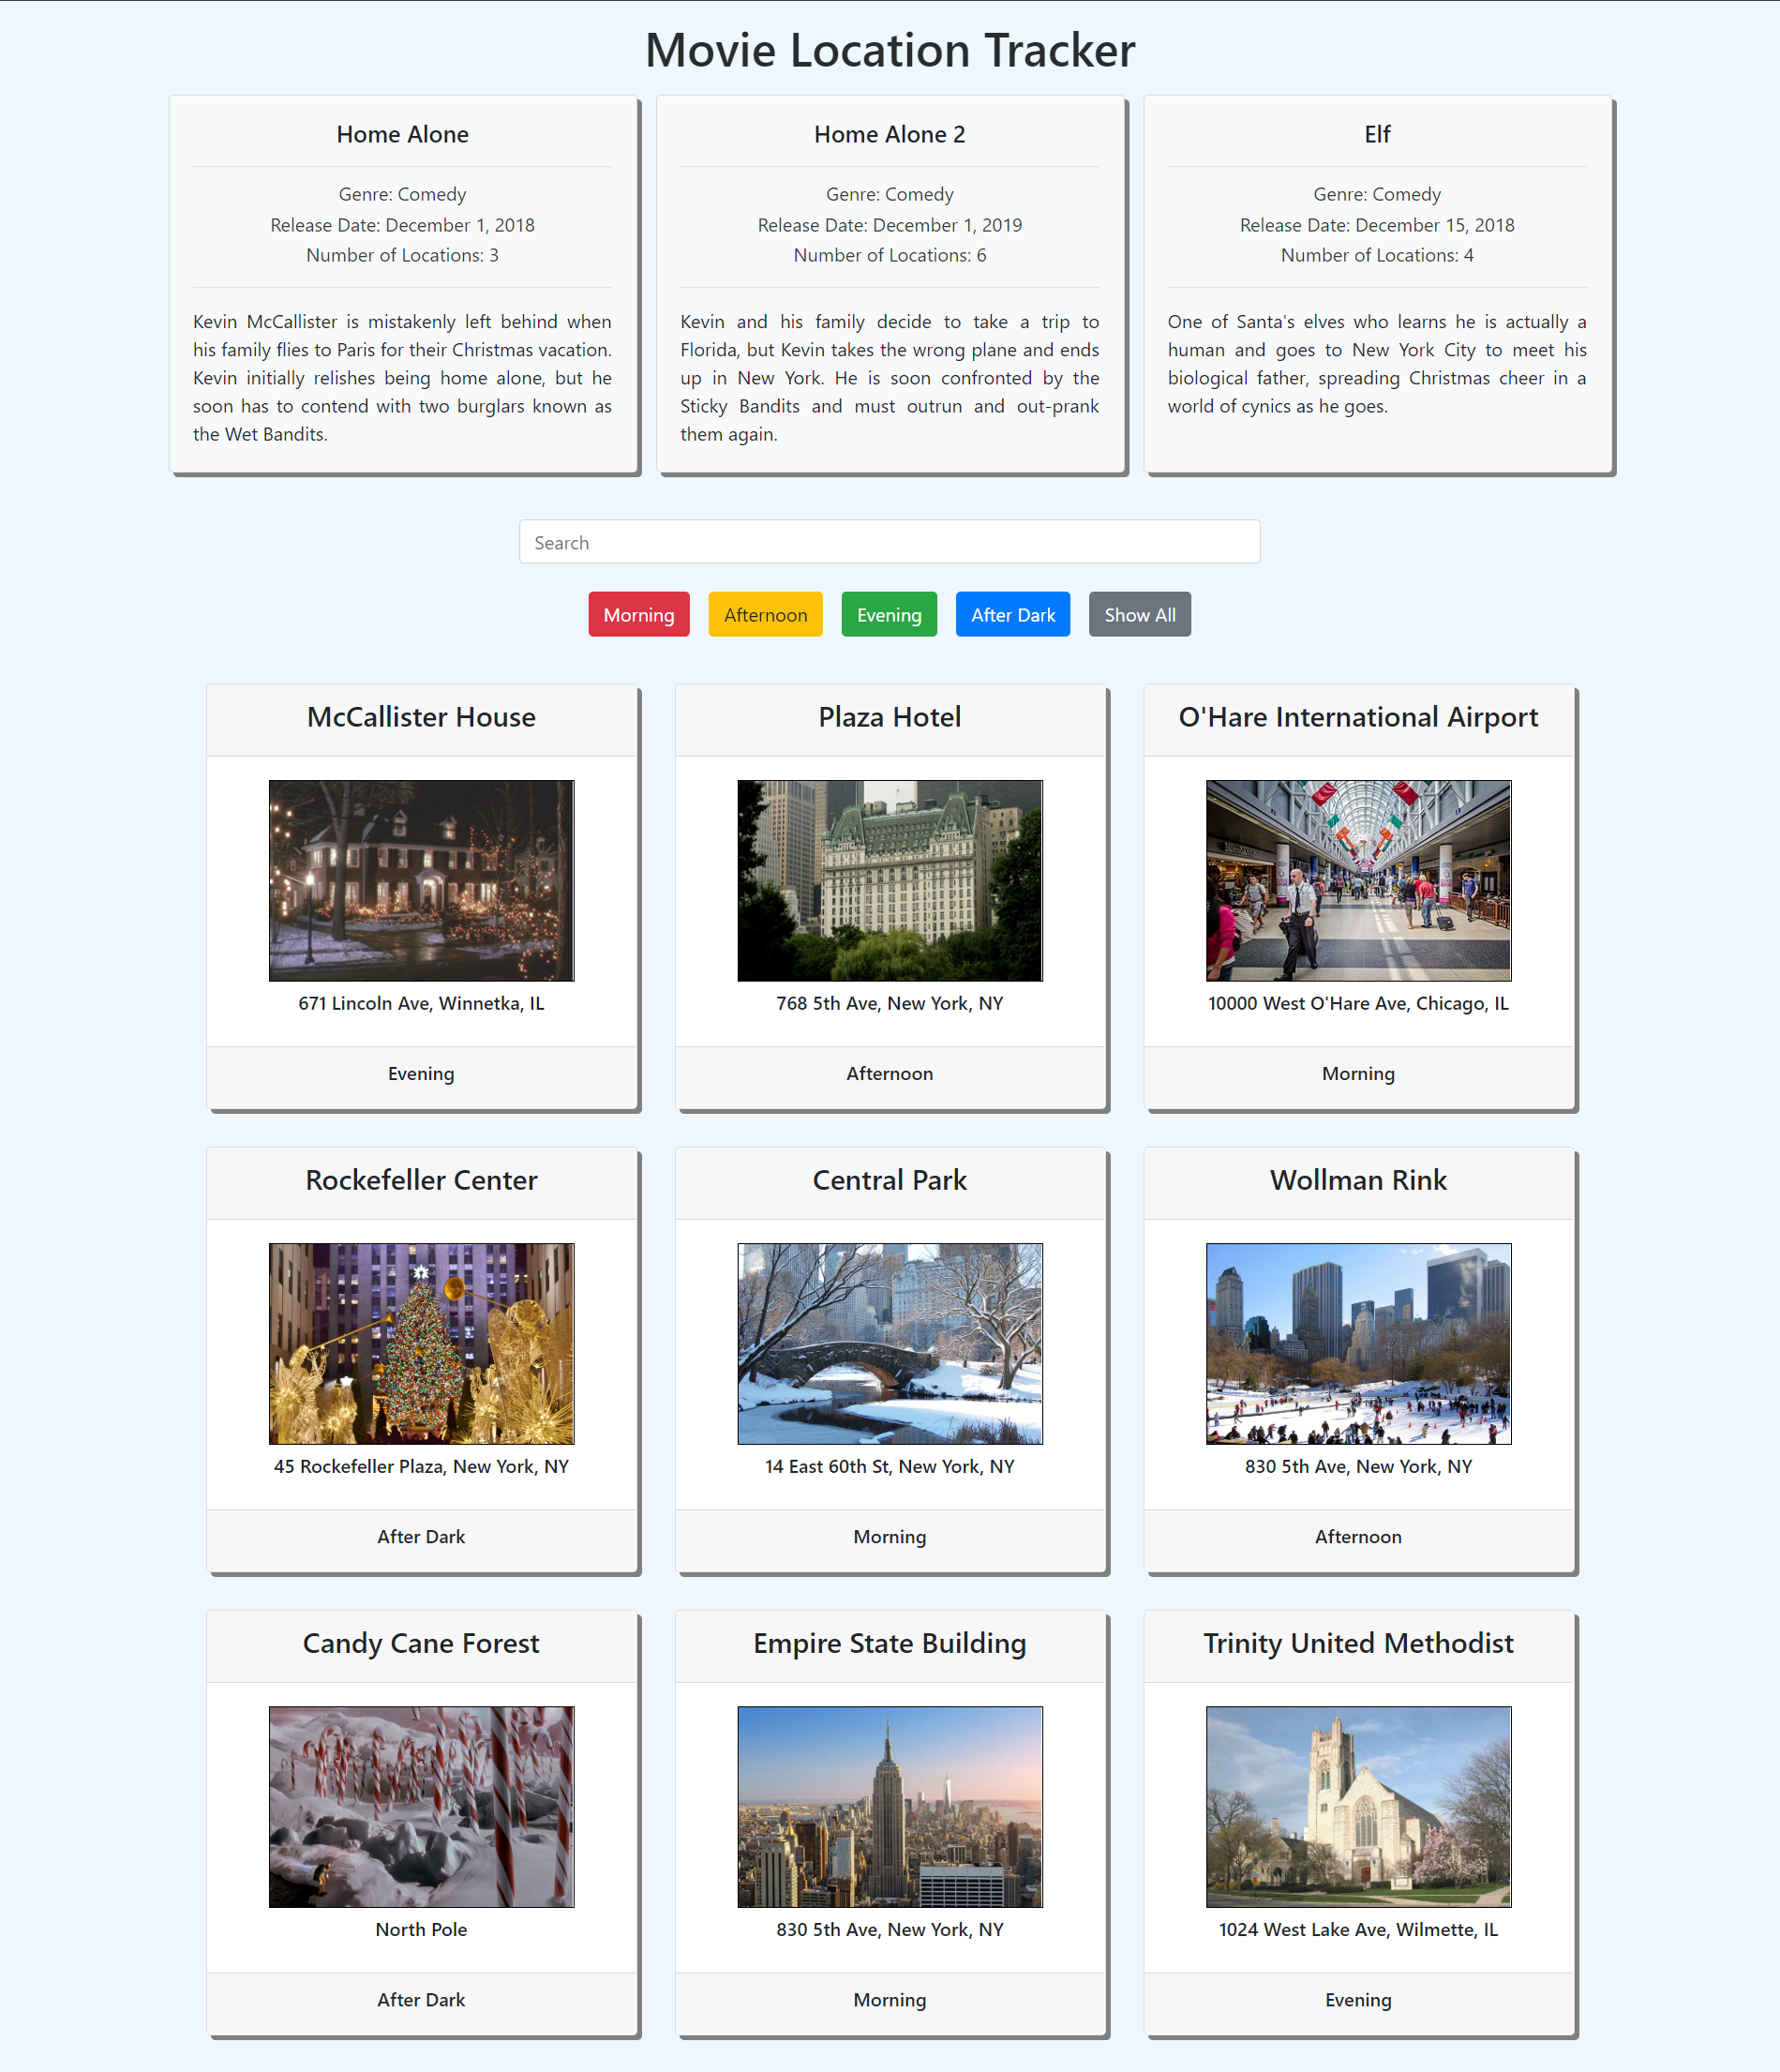 Movie Location Tracker
Home Alone
Genre: Comedy
Release Date: December 1, 2018
Number of Locations: 3
Kevin McCallister is mistakenly left behind when
his family flies to Paris for their Christmas vacation.
Kevin initially relishes being home alone, but he
soon has to contend with two burglars known as
the Wet Bandits.
Home Alone 2
Genre: Comedy
Release Date: December 1, 2019
Number of Locations: 6
Kevin and his family decide to take a trip to
Florida, but Kevin takes the wrong plane and ends
up in New York. He is soon confronted by the
Sticky Bandits and must outrun and out-prank
them again.
Elf
Genre: Comedy
Release Date: December 15, 2018
Number of Locations: 4
One of Santa's elves who learns he is actually a
human and goes to New York City to meet his
biological father, spreading Christmas cheer in a
world of cynics as he goes.
Search
Morning
Afternoon
Evening
After Dark
Show All
McCallister House
671 Lincoln Ave, Winnetka, IL
Evening
Plaza Hotel
768 5th Ave, New York, NY
Afternoon
O'Hare International Airport
10000 West O'Hare Ave, Chicago, IL
Morning
Rockefeller Center
45 Rockefeller Plaza, New York, NY
After Dark
Central Park
14 East 60th St, New York, NY
Morning
Wollman Rink
830 5th Ave, New York, NY
Afternoon
Candy Cane Forest
North Pole
After Dark
Empire State Building
830 5th Ave, New York, NY
Morning
Trinity United Methodist
1024 West Lake Ave, Wilmette, IL
Evening